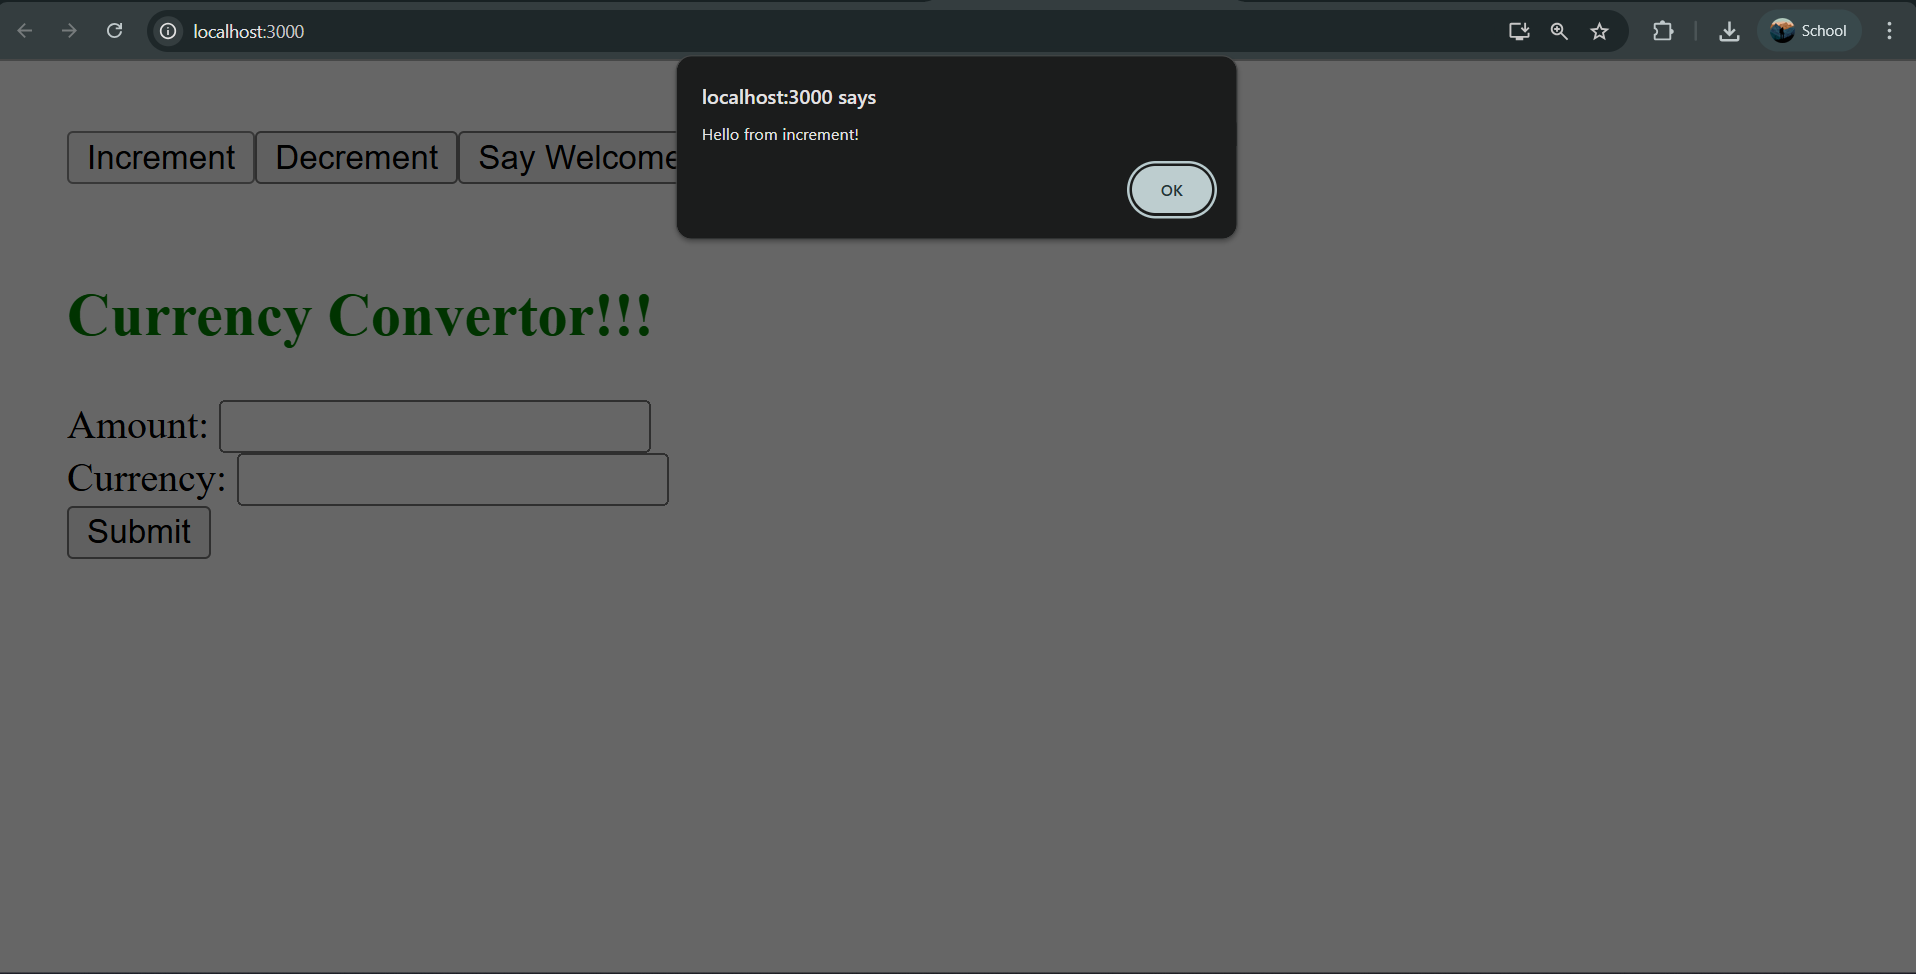 localhost:3000
School
localhost:3000 says
Hello from increment!
OK
Increment Decrement Say Welcome
Currency Convertor!!!
Amount:
Currency:
Submit